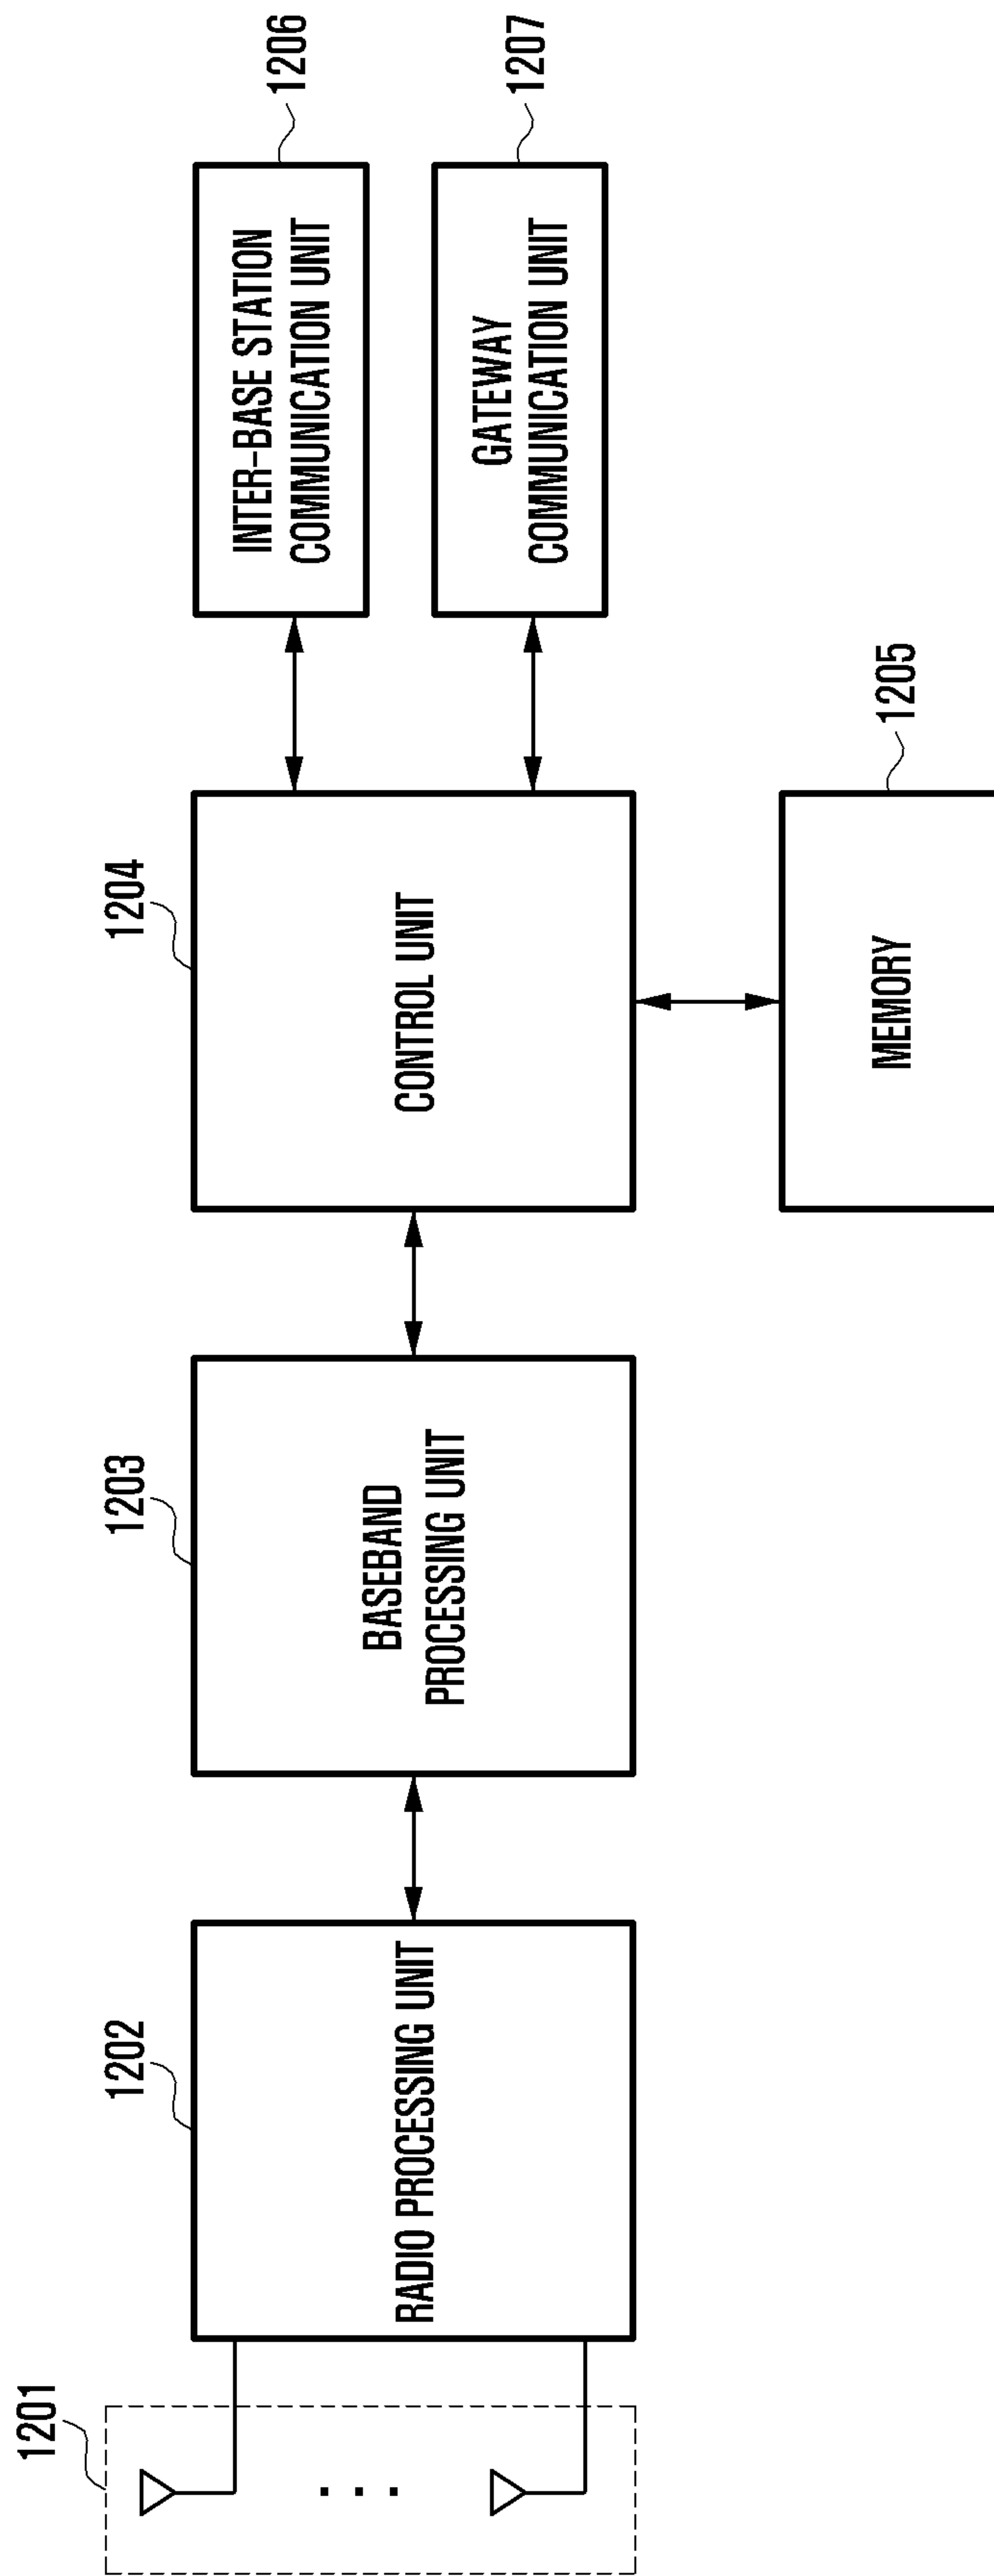 1201
1202
RADIO PROCESSING UNIT
1203
BASEBAND
PROCESSING UNIT
1204
CONTROL UNIT
1205
MEMORY
1206
INTER-BASE STATION
COMMUNICATION UNIT
1207
GATEWAY
COMMUNICATION UNIT